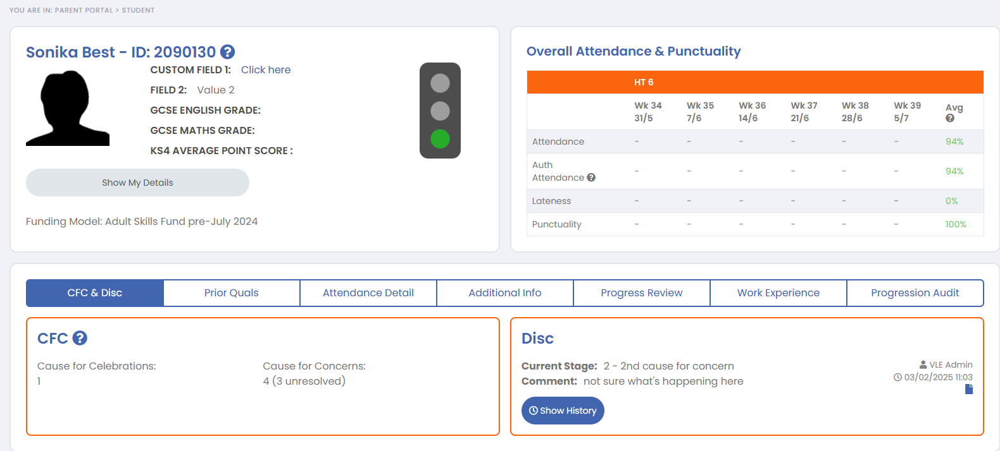 YOU ARE IN: PARENT PORTAL > STUDENT
Sonika Best - ID: 2090130 ?
CUSTOM FIELD 1: Click here
FIELD 2: Value 2
GCSE ENGLISH GRADE:
GCSE MATHS GRADE:
KS4 AVERAGE POINT SCORE :
Show My Details
Funding Model: Adult Skills Fund pre-July 2024
Overall Attendance & Punctuality
HT 6
Wk 34 31/5 Wk 35 7/6 Wk 36 14/6 Wk 37 21/6 Wk 38 28/6 Wk 39 5/7 Avg ?
Attendance - - - - - - 94%
Auth Attendance ? - - - - - - 94%
Lateness - - - - - - 0%
Punctuality - - - - - - 100%
CFC & Disc Prior Quals Attendance Detail Additional Info Progress Review Work Experience Progression Audit
CFC ?
Cause for Celebrations:
1
Cause for Concerns:
4 (3 unresolved)
Disc
Current Stage: 2 - 2nd cause for concern
Comment: not sure what's happening here
VLE Admin
03/02/2025 11:03
Show History